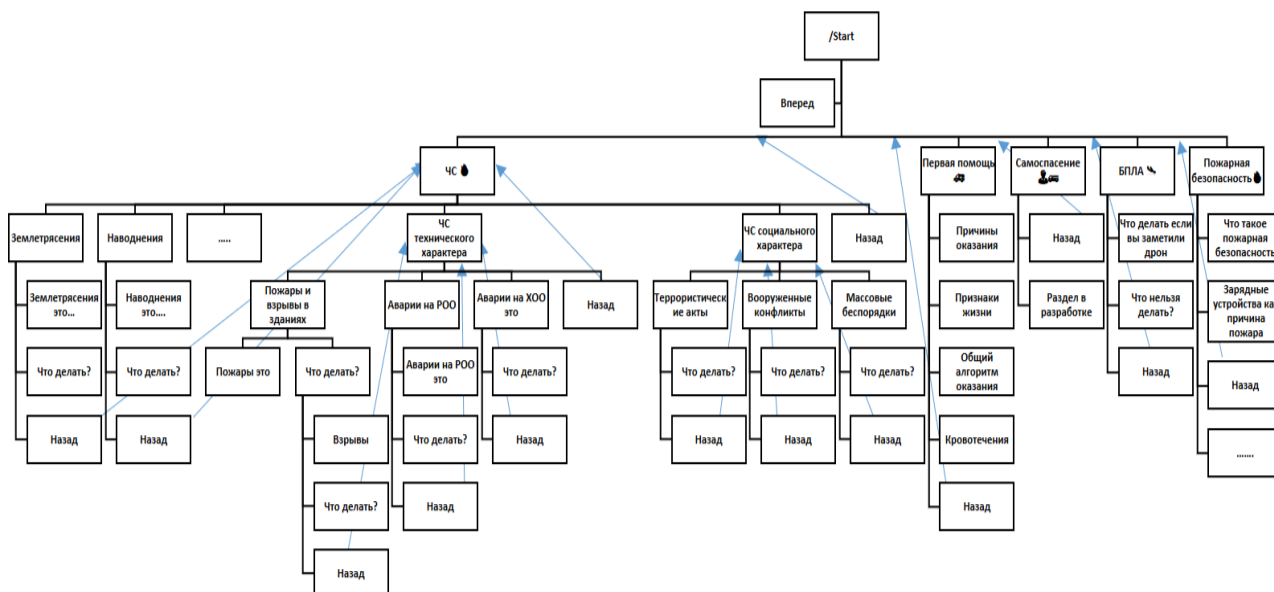 /Start
Вперед
ЧС
Первая помощь
Самоспасение
БПЛА
Пожарная
безопасность
Землетрясения
Наводнения
…..
ЧС
технического
характера
ЧС социального
характера
Назад
Причины
оказания
Назад
Что делать если
вы заметили
дрон
Что такое
пожарная
безопасность
Землетрясения
это…
Наводнения
это….
Пожары и
взрывы в
зданиях
Аварии на РОО
Аварии на ХОО
это
Назад
Террористическ
ие акты
Вооруженные
конфликты
Массовые
беспорядки
Признаки
жизни
Раздел в
разработке
Что нельзя
делать?
Зарядные
устройства как
причина
пожара
Что делать?
Что делать?
Пожары это
Что делать?
Аварии на РОО
это
Что делать?
Что делать?
Что делать?
Что делать?
Общий
алгоритм
оказания
Назад
Назад
Назад
Назад
Взрывы
Что делать?
Назад
Назад
Назад
Назад
Кровотечения
…….
Что делать?
Назад
Назад
Назад